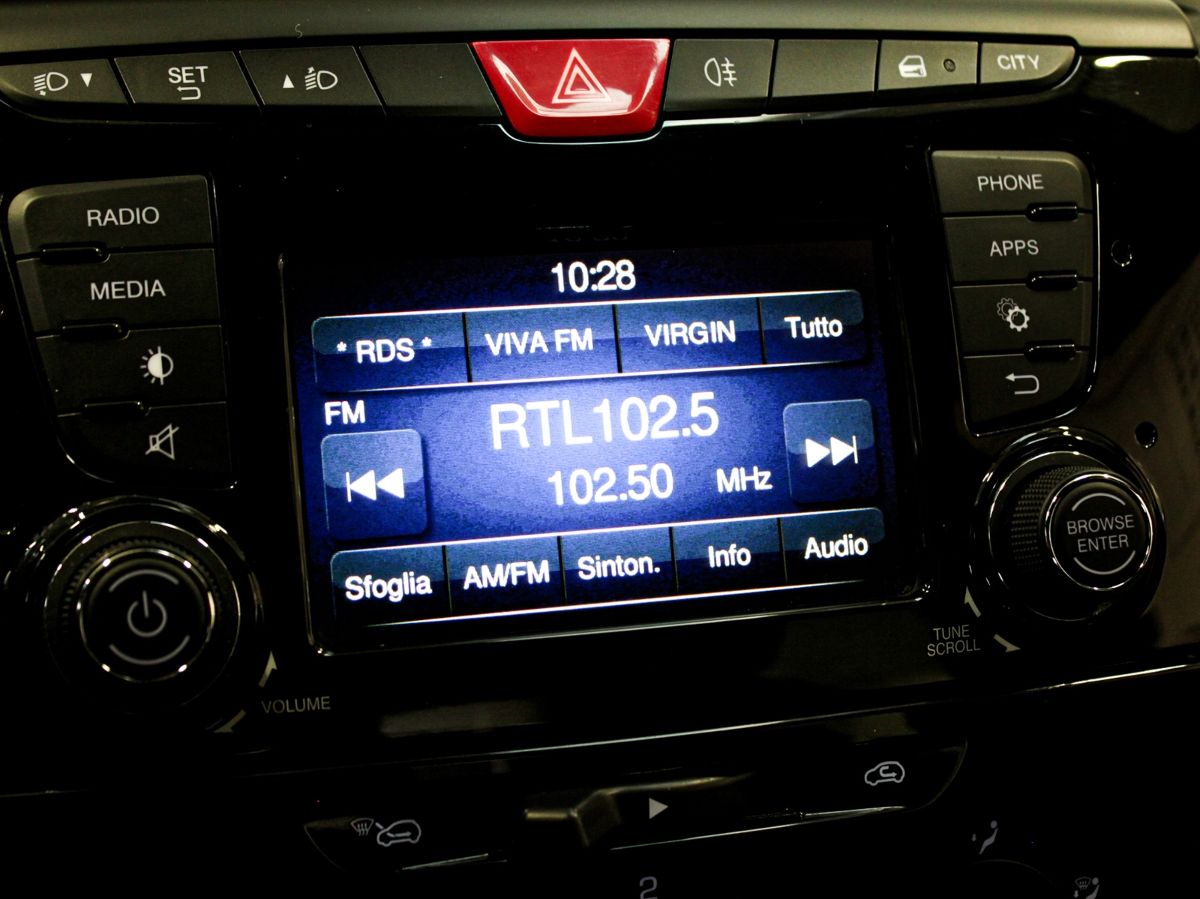 SET
CITY
RADIO
MEDIA
PHONE
APPS
10:28
* RDS * VIVA FM VIRGIN Tutto
FM
RTL102.5
102.50 MHz
Sfoglia AM/FM Sinton. Info Audio
BROWSE
ENTER
TUNE
SCROLL
VOLUME
2